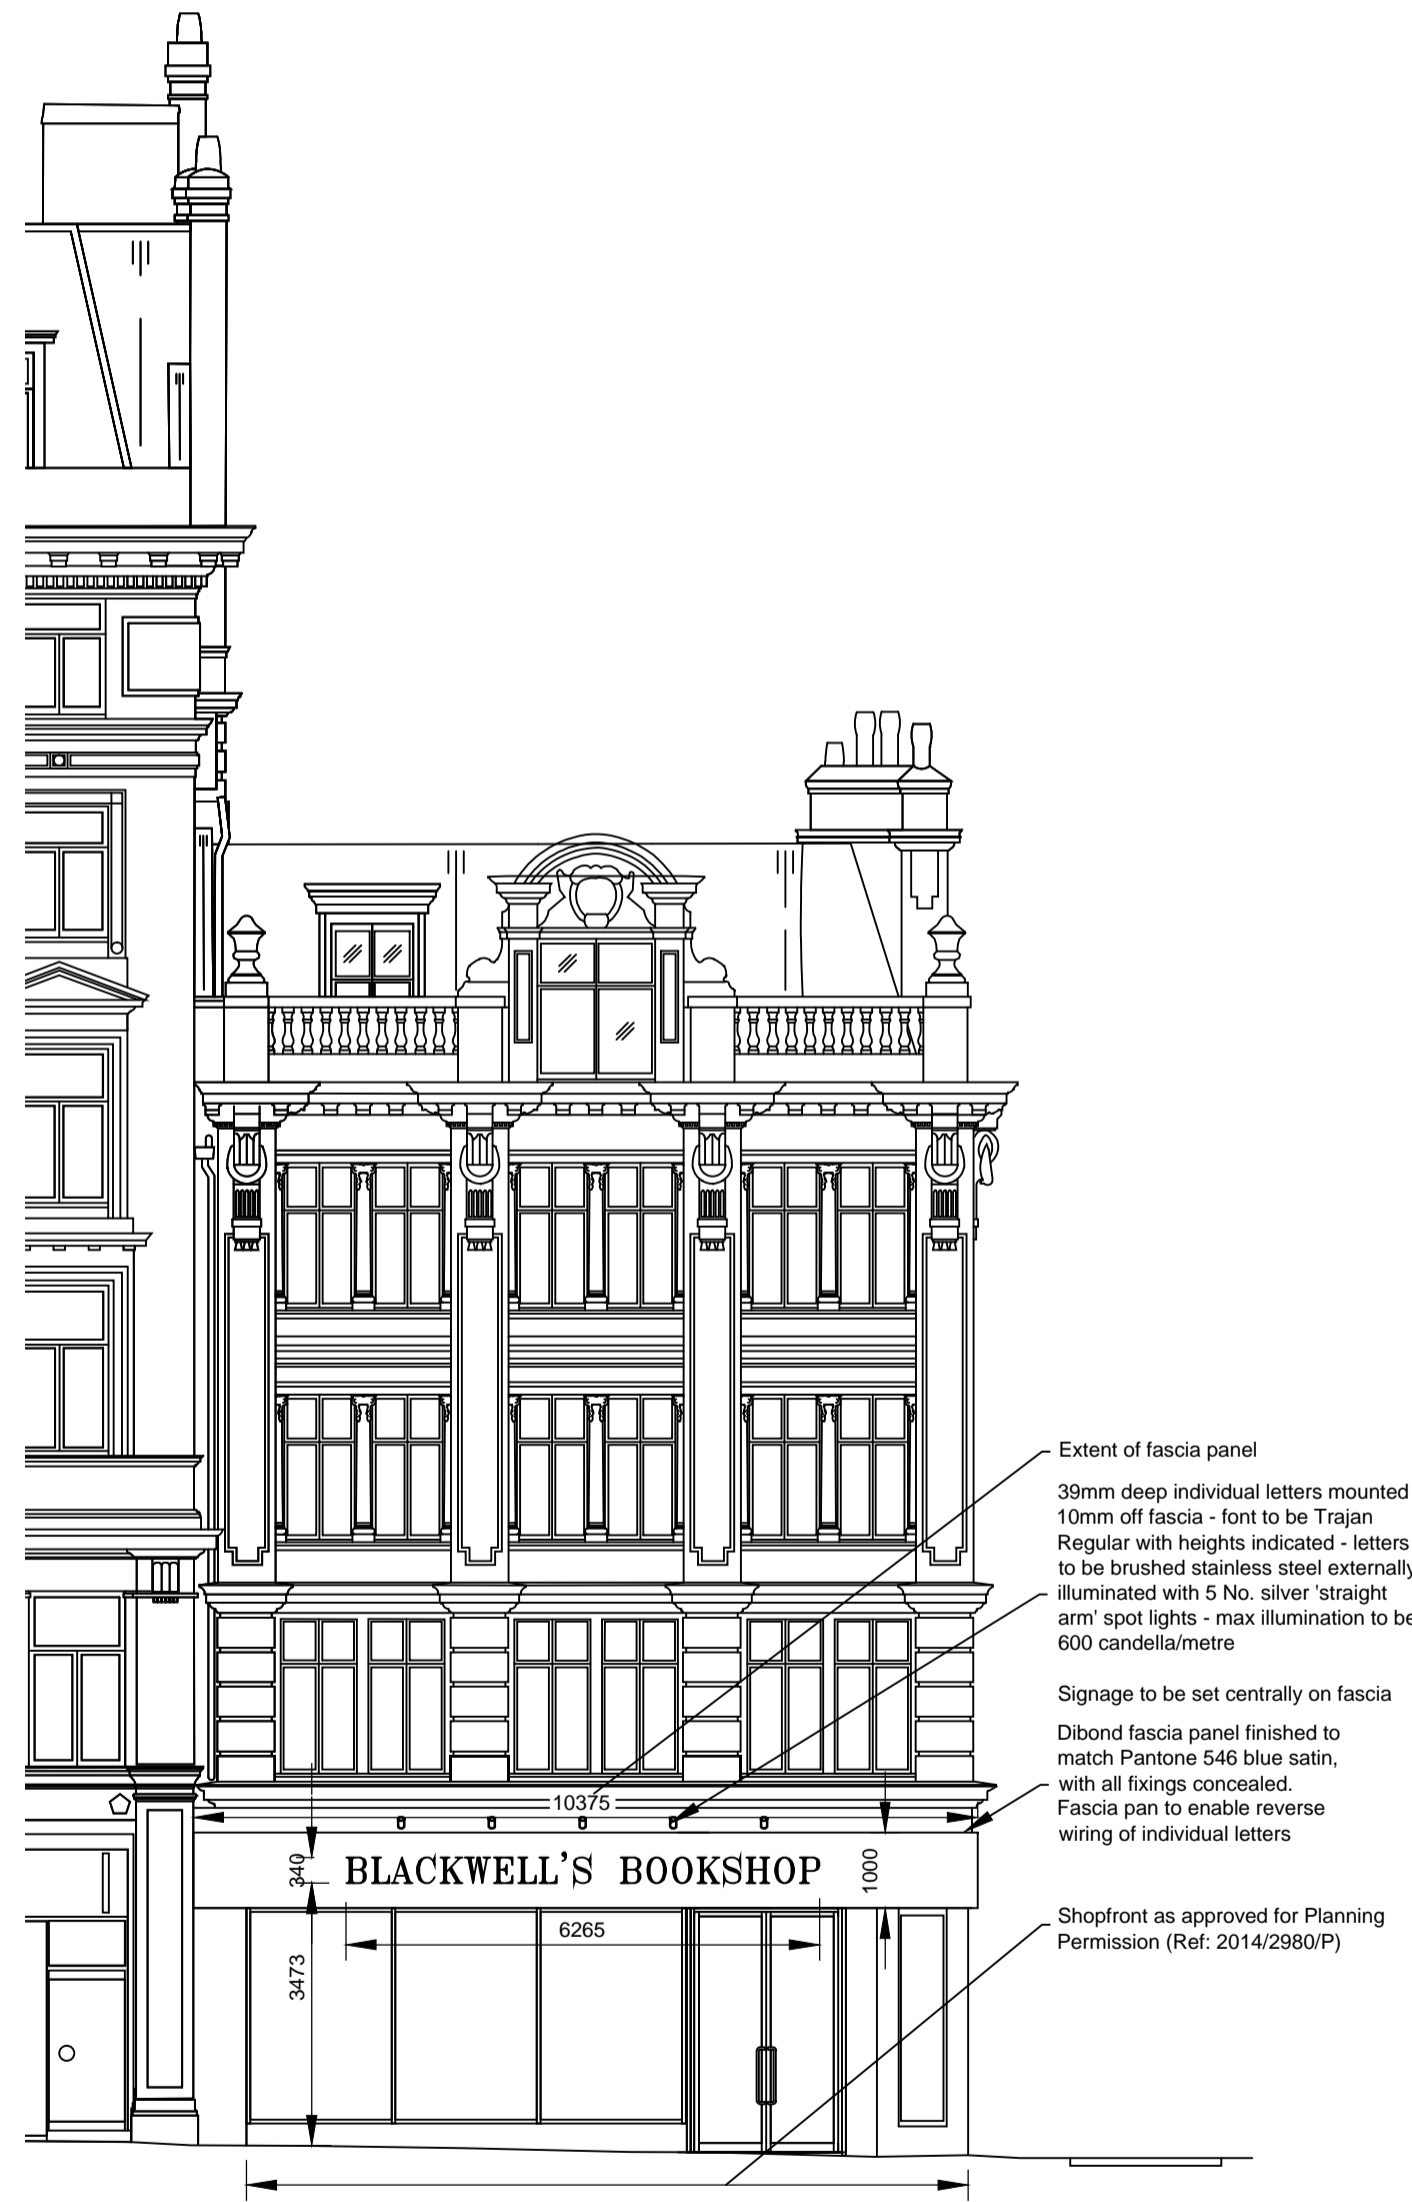 Extent of fascia panel
39mm deep individual letters mounted
10mm off fascia - font to be Trajan
Regular with heights indicated - letters
to be brushed stainless steel externally
illuminated with 5 No. silver 'straight
arm' spot lights - max illumination to be
600 candella/metre
Signage to be set centrally on fascia
Dibond fascia panel finished to
match Pantone 546 blue satin,
with all fixings concealed.
Fascia pan to enable reverse
wiring of individual letters
10375
340
BLACKWELL'S BOOKSHOP
1000
6265
3473
Shopfront as approved for Planning
Permission (Ref: 2014/2980/P)